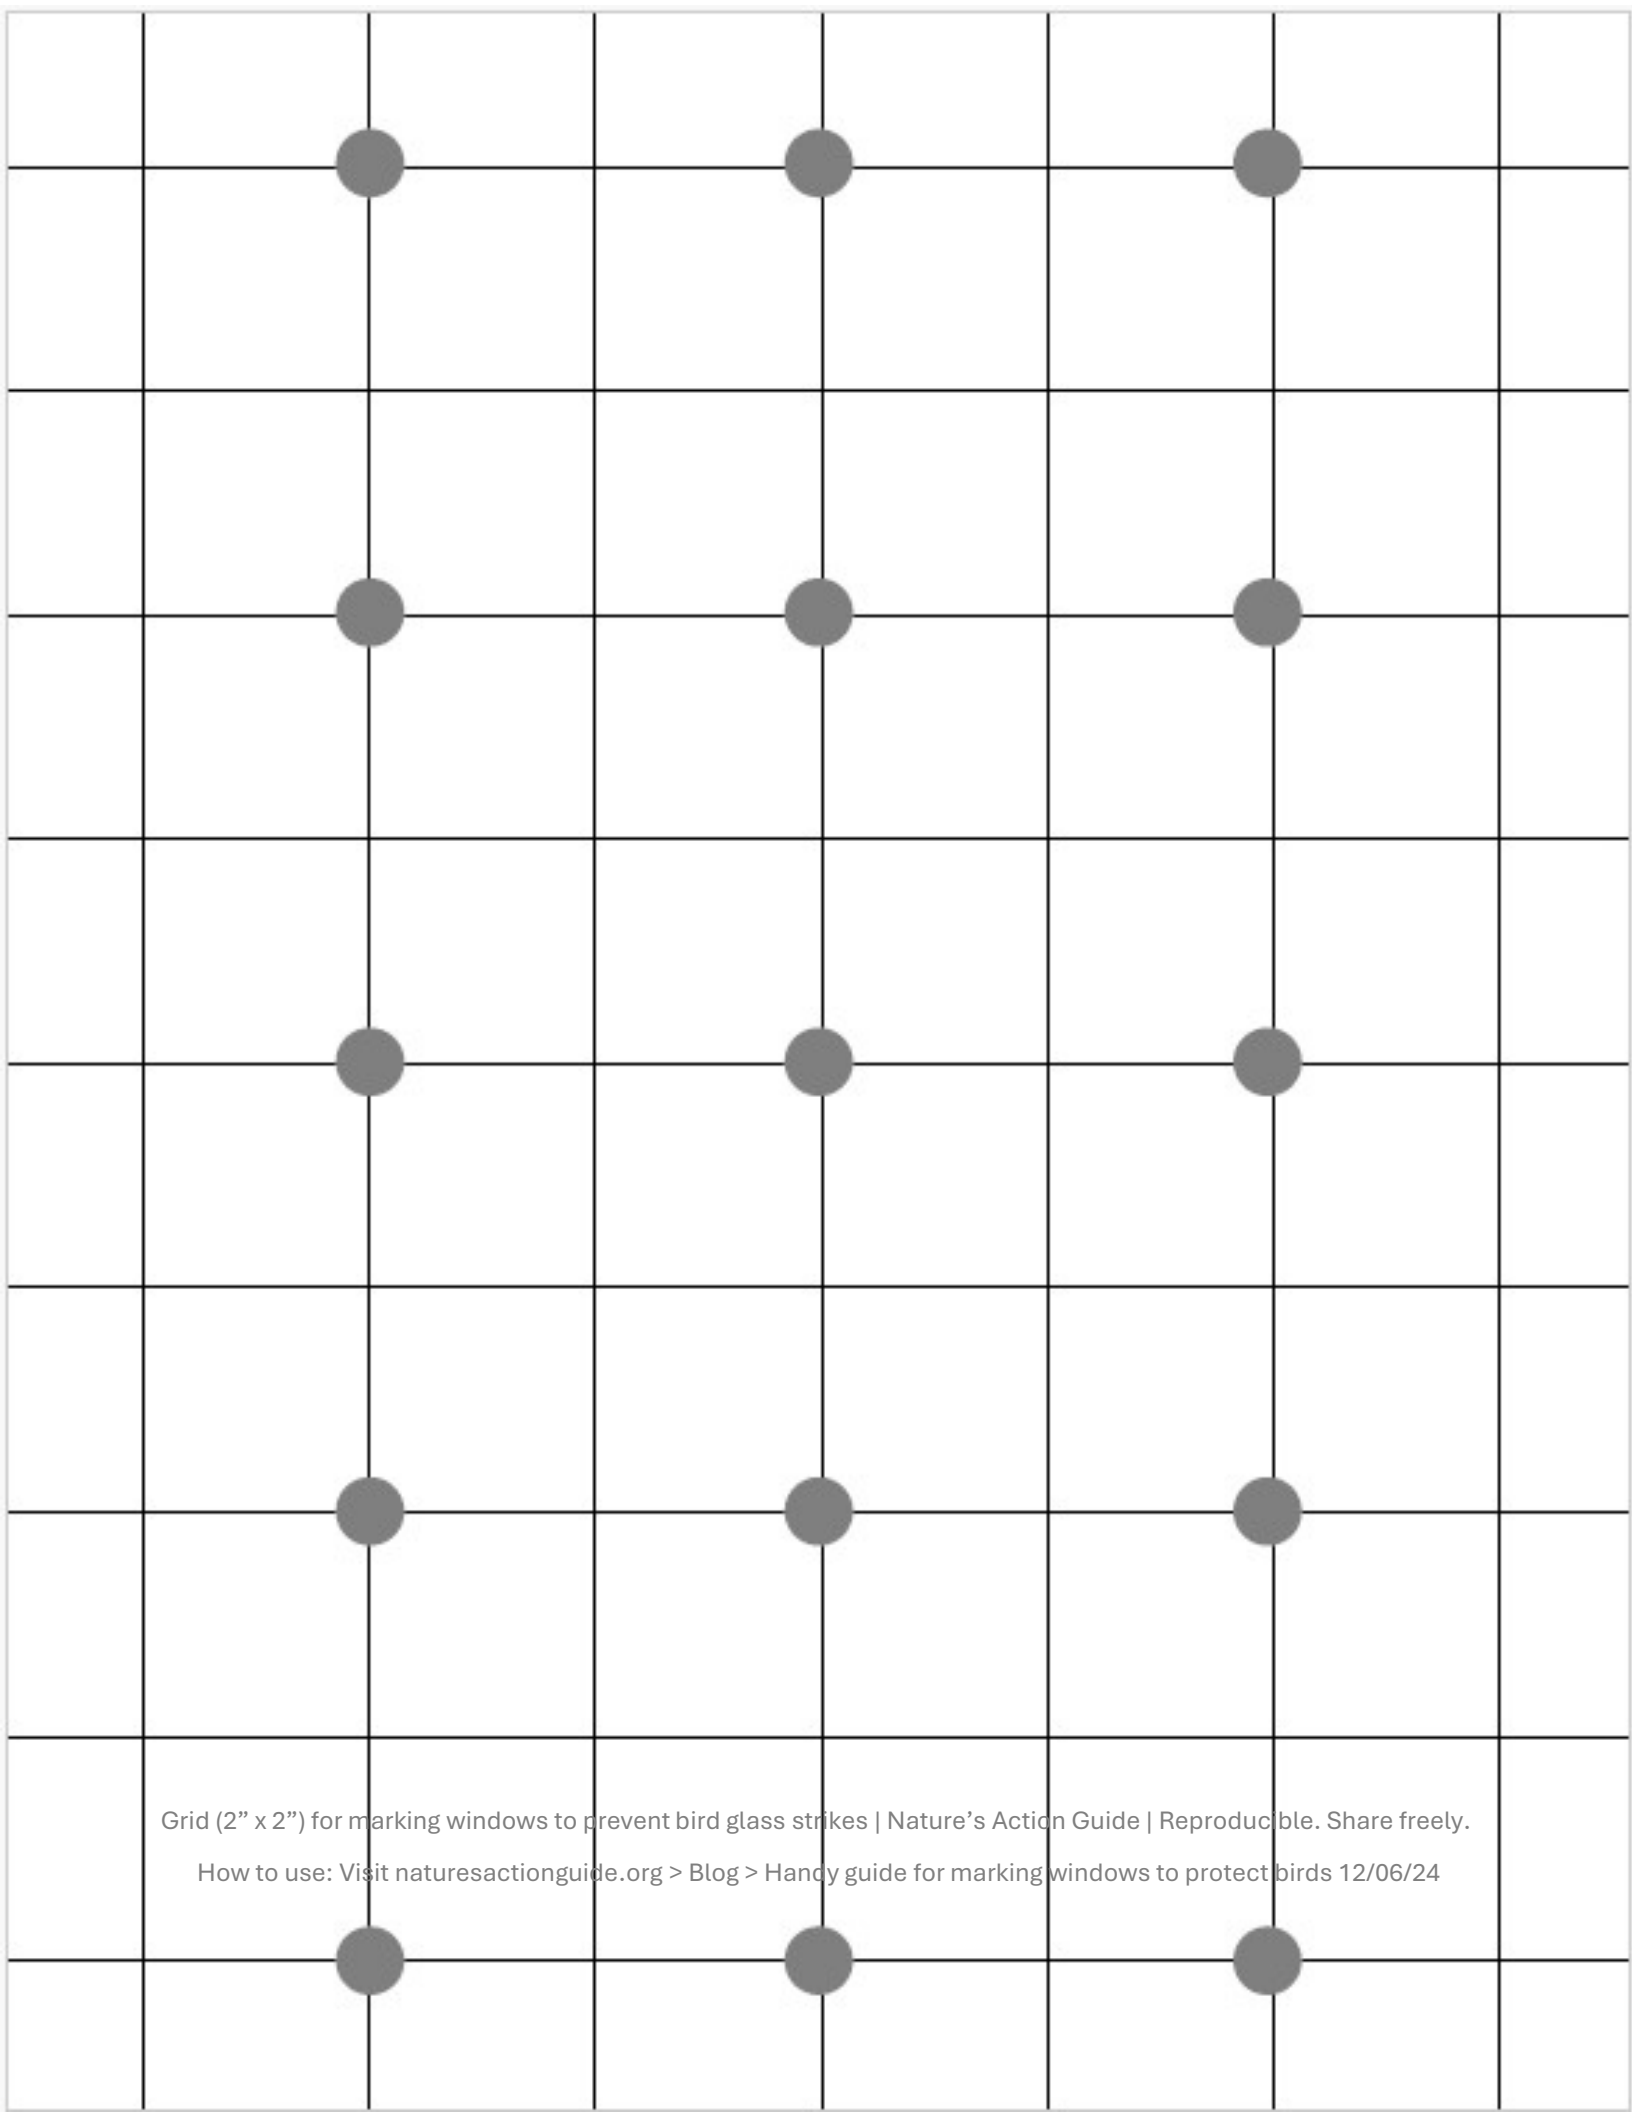 Grid (2” x 2”) for marking windows to prevent bird glass strikes | Nature’s Action Guide | Reproducible. Share freely.
How to use: Visit naturesactionguide.org > Blog > Handy guide for marking windows to protect birds 12/06/24